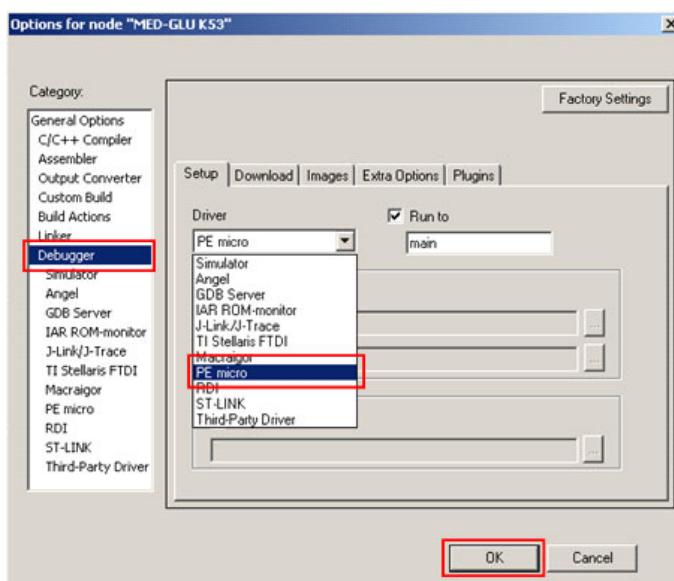 Options for node "MED-GLU K53"
Category:
General Options
C/C++ Compiler
Assembler
Output Converter
Custom Build
Build Actions
Linker
Debugger
Simulator
Angel
GDB Server
IAR ROM-monitor
J-Link/J-Trace
TI Stellaris FTDI
Macraigor
PE micro
RDI
ST-LINK
Third-Party Driver
Factory Settings
Setup Download Images Extra Options Plugins
Driver
Run to
PE micro
main
Simulator
Angel
GDB Server
IAR ROM-monitor
J-Link/J-Trace
TI Stellaris FTDI
Macraigor
PE micro
RDI
ST-LINK
Third-Party Driver
...
...
...
OK Cancel